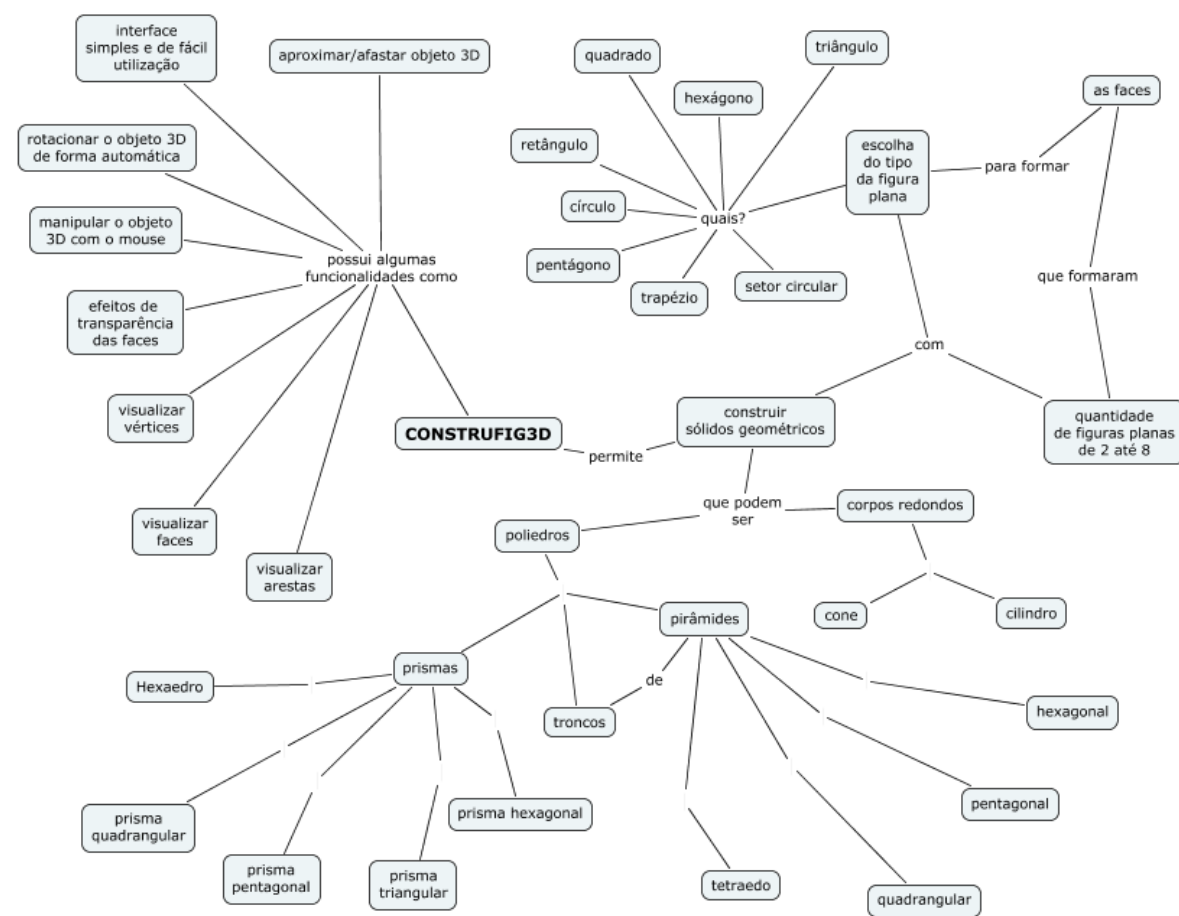 interface
simples e de fácil
utilização
aproximar/afastar objeto 3D
rotacionar o objeto 3D
de forma automática
manipular o objeto
3D com o mouse
possui algumas
funcionalidades como
efeitos de
transparência
das faces
visualizar
vértices
visualizar
faces
visualizar
arestas
CONSTRUFIG3D
permite
construir
sólidos geométricos
com
escolha
do tipo
da figura
plana
quais?
quadrado
hexágono
triângulo
retângulo
círculo
pentágono
trapézio
setor circular
para formar
as faces
que formaram
quantidade
de figuras planas
de 2 até 8
que podem
ser
poliedros
corpos redondos
cone
cilindro
prismas
Hexaedro
prisma
quadrangular
prisma
pentagonal
prisma
triangular
prisma hexagonal
troncos
de
pirâmides
tetraedo
quadrangular
pentagonal
hexagonal